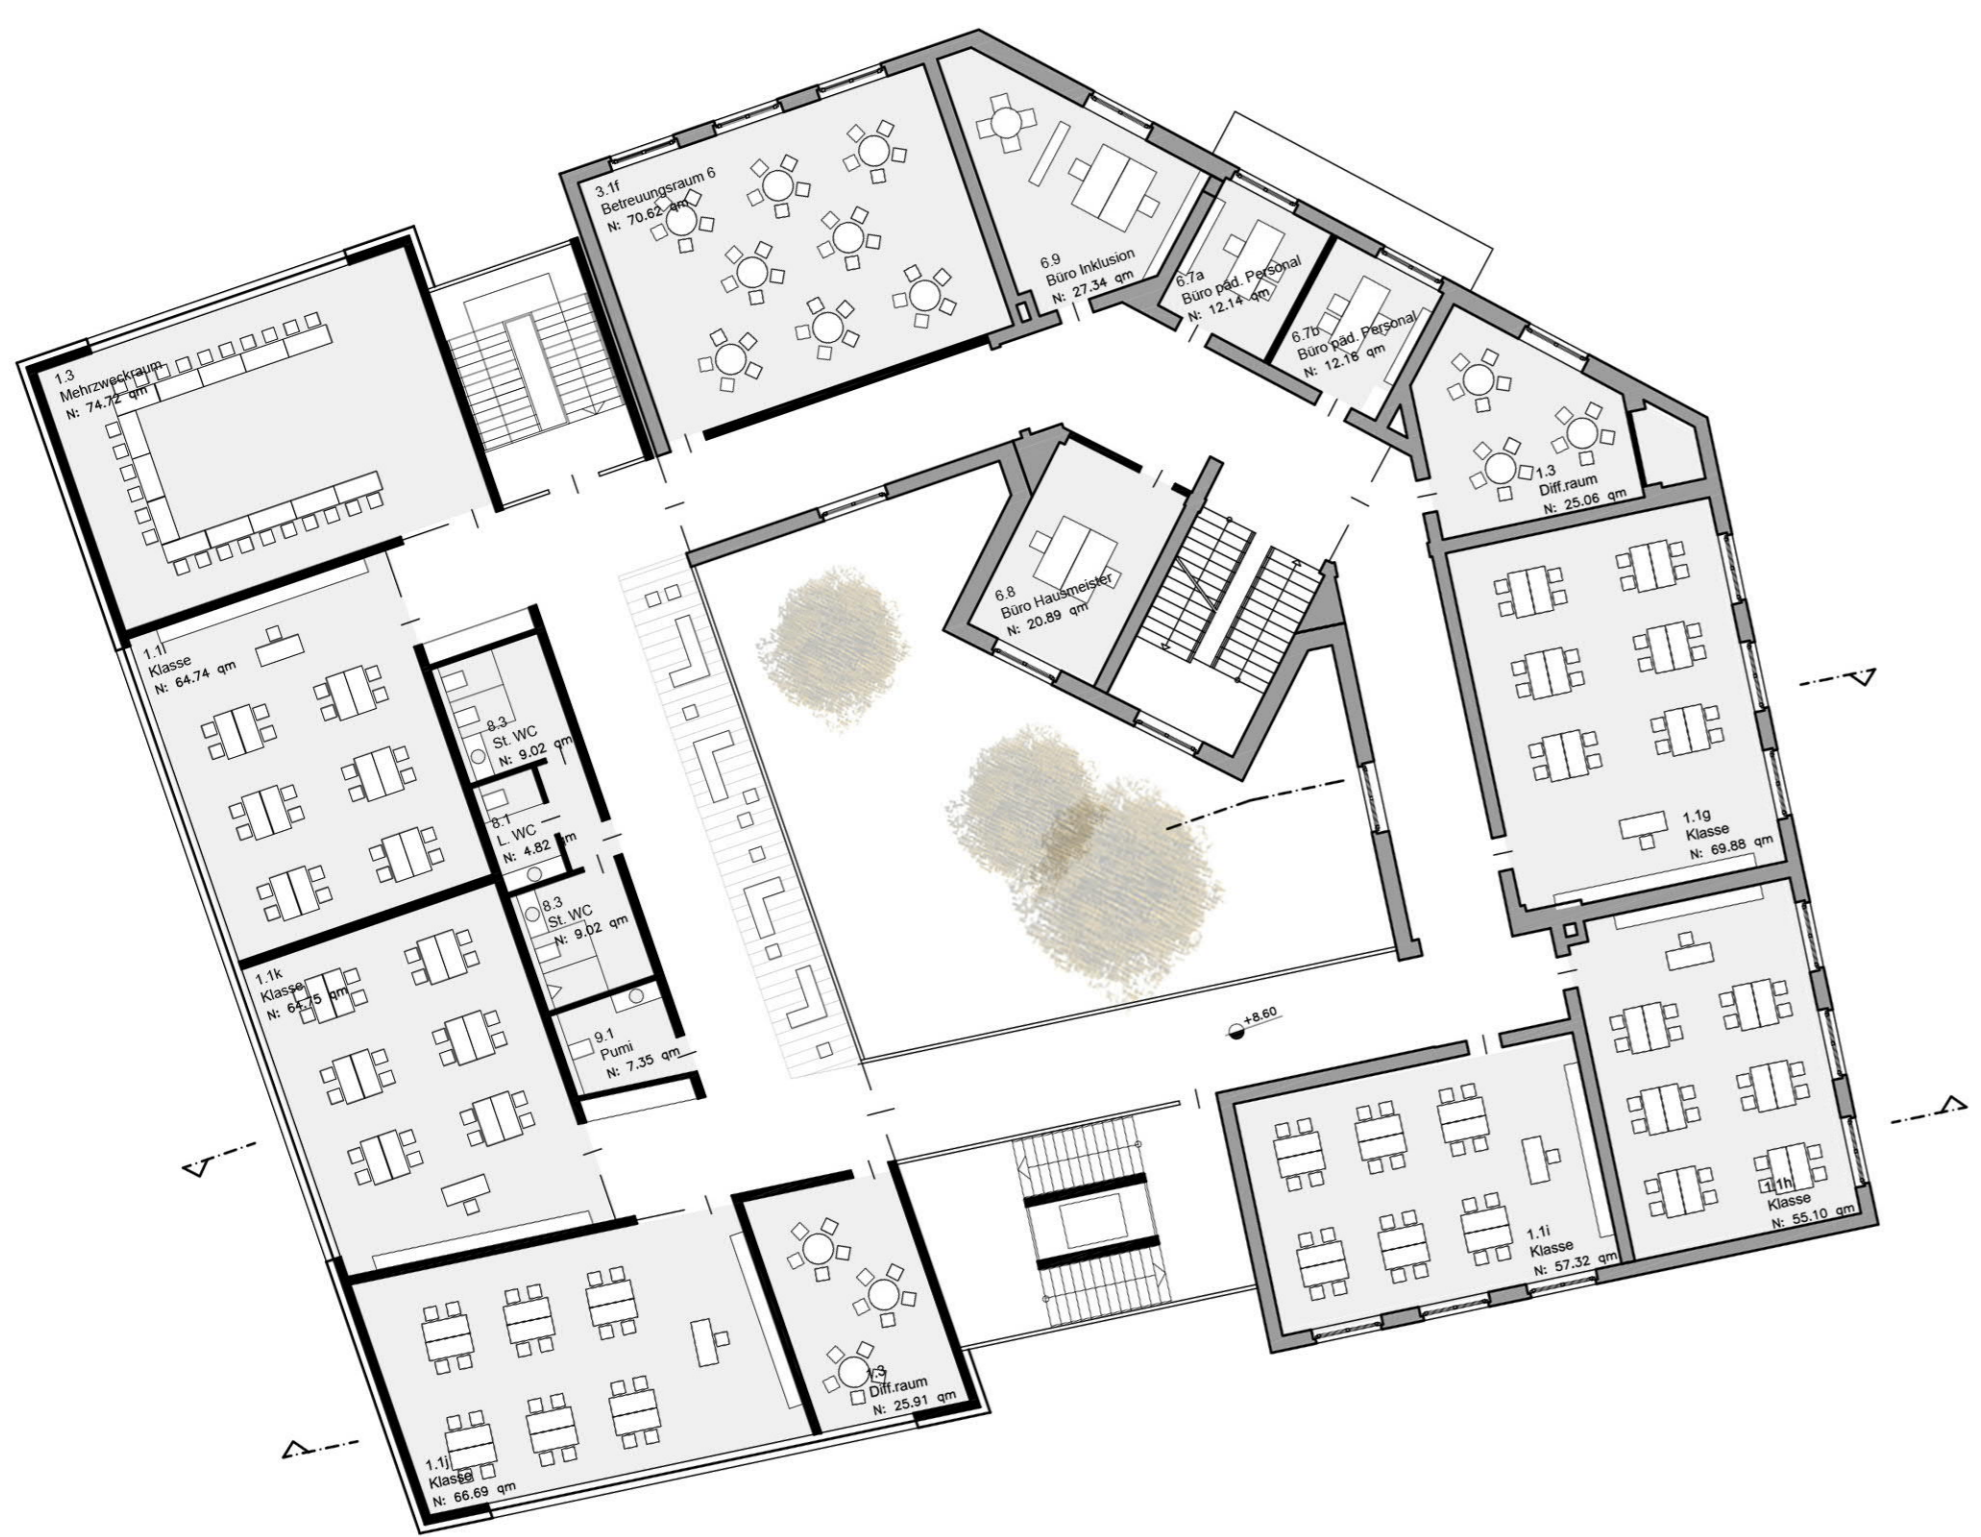 3.1f
Betreuungsraum 6
N: 70.62 qm
6.9
Büro Inklusion
N: 27.34 qm
6.7a
Büro päd. Personal
N: 12.14 qm
6.7b
Büro päd. Personal
N: 12.16 qm
1.3
Mehrzweckraum
N: 74.72 qm
1.3
Diff.raum
N: 25.06 qm
6.8
Büro Hausmeister
N: 20.89 qm
1.1l
Klasse
N: 64.74 qm
8.3
St. WC
N: 9.02 qm
8.1
L. WC
N: 4.82 qm
1.1g
Klasse
N: 69.88 qm
8.3
St. WC
N: 9.02 qm
1.1k
Klasse
N: 64.75 qm
9.1
Pumi
N: 7.35 qm
+8.60
1.1h
Klasse
N: 55.10 qm
1.1i
Klasse
N: 57.32 qm
1.3
Diff.raum
N: 25.91 qm
1.1j
Klasse
N: 66.69 qm